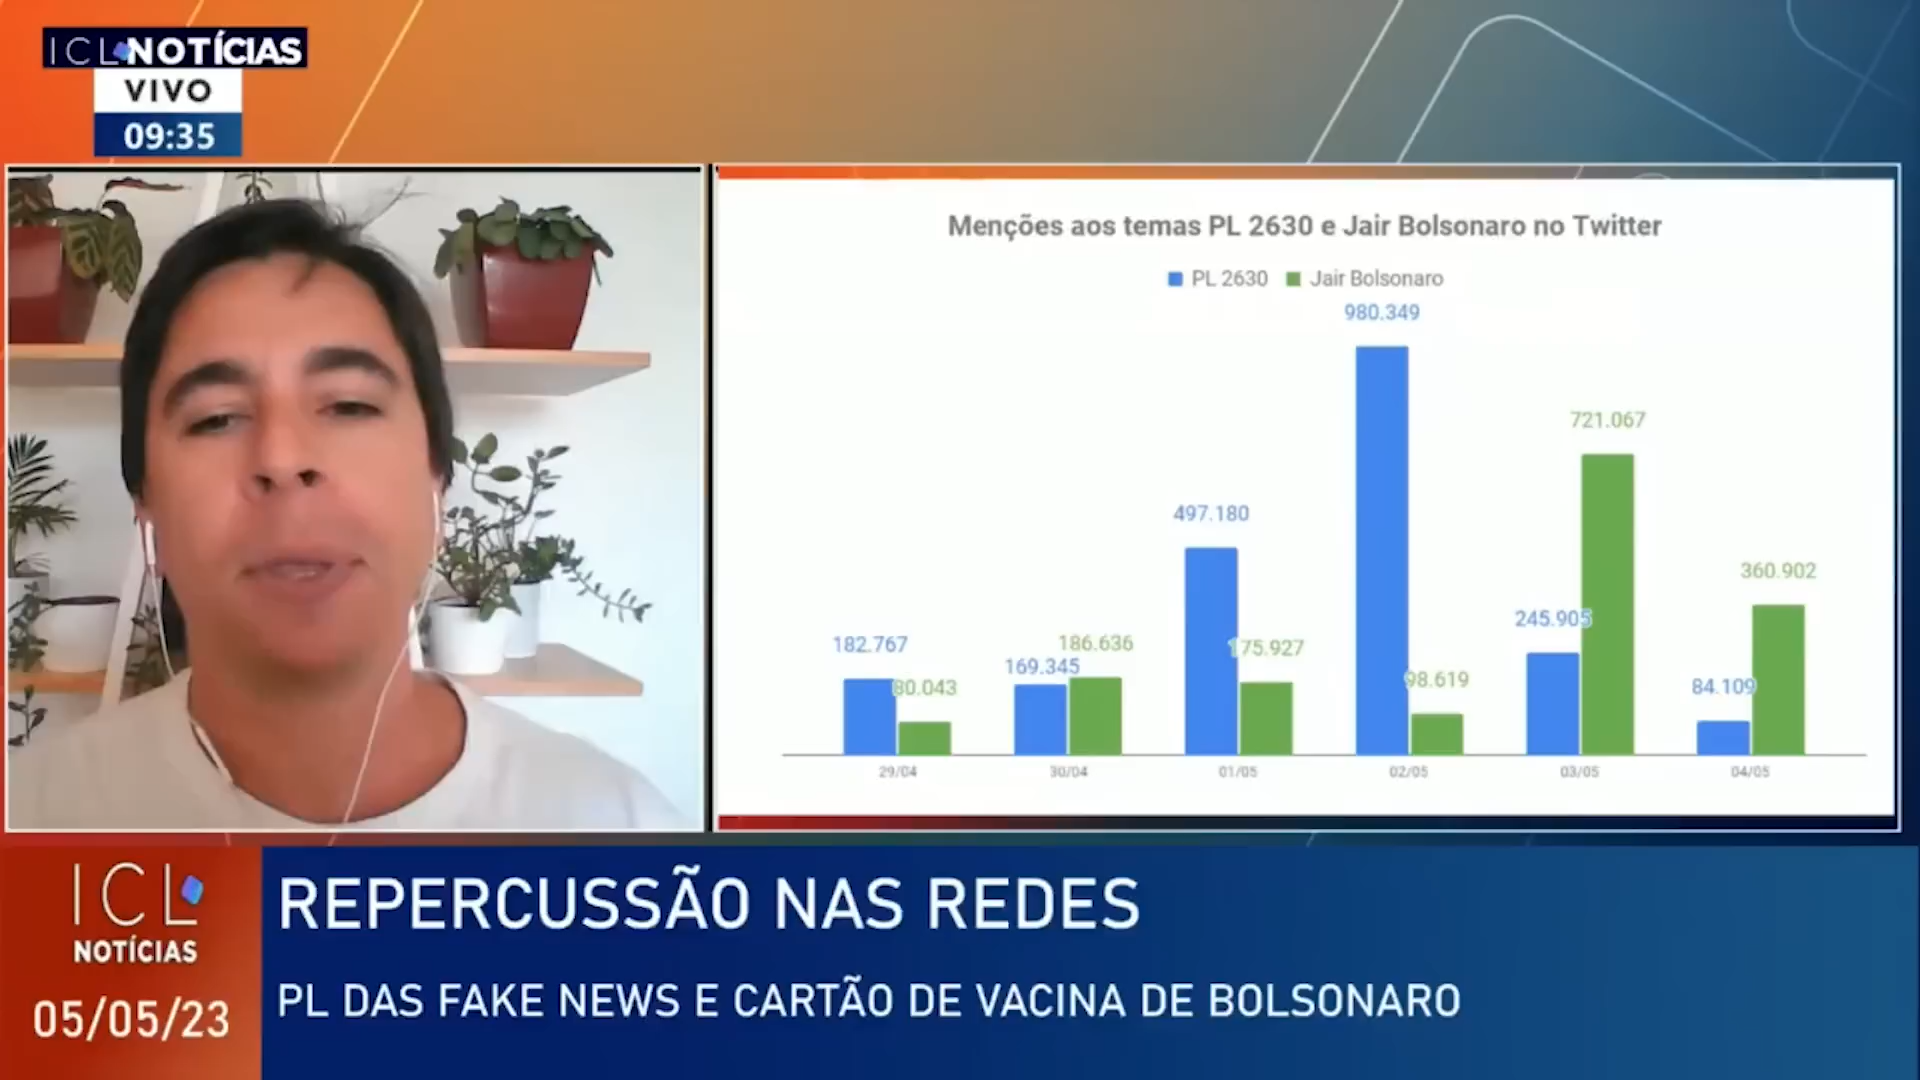 ICL NOTÍCIAS
VIVO
09:35
Menções aos temas PL 2630 e Jair Bolsonaro no Twitter
PL 2630 Jair Bolsonaro
980.349
721.067
497.180
360.902
245.905
182.767
186.636
175.927
169.345
80.043
98.619
84.109
29/04 30/04 01/05 02/05 03/05 04/05
ICL
NOTÍCIAS
05/05/23
REPERCUSSÃO NAS REDES
PL DAS FAKE NEWS E CARTÃO DE VACINA DE BOLSONARO